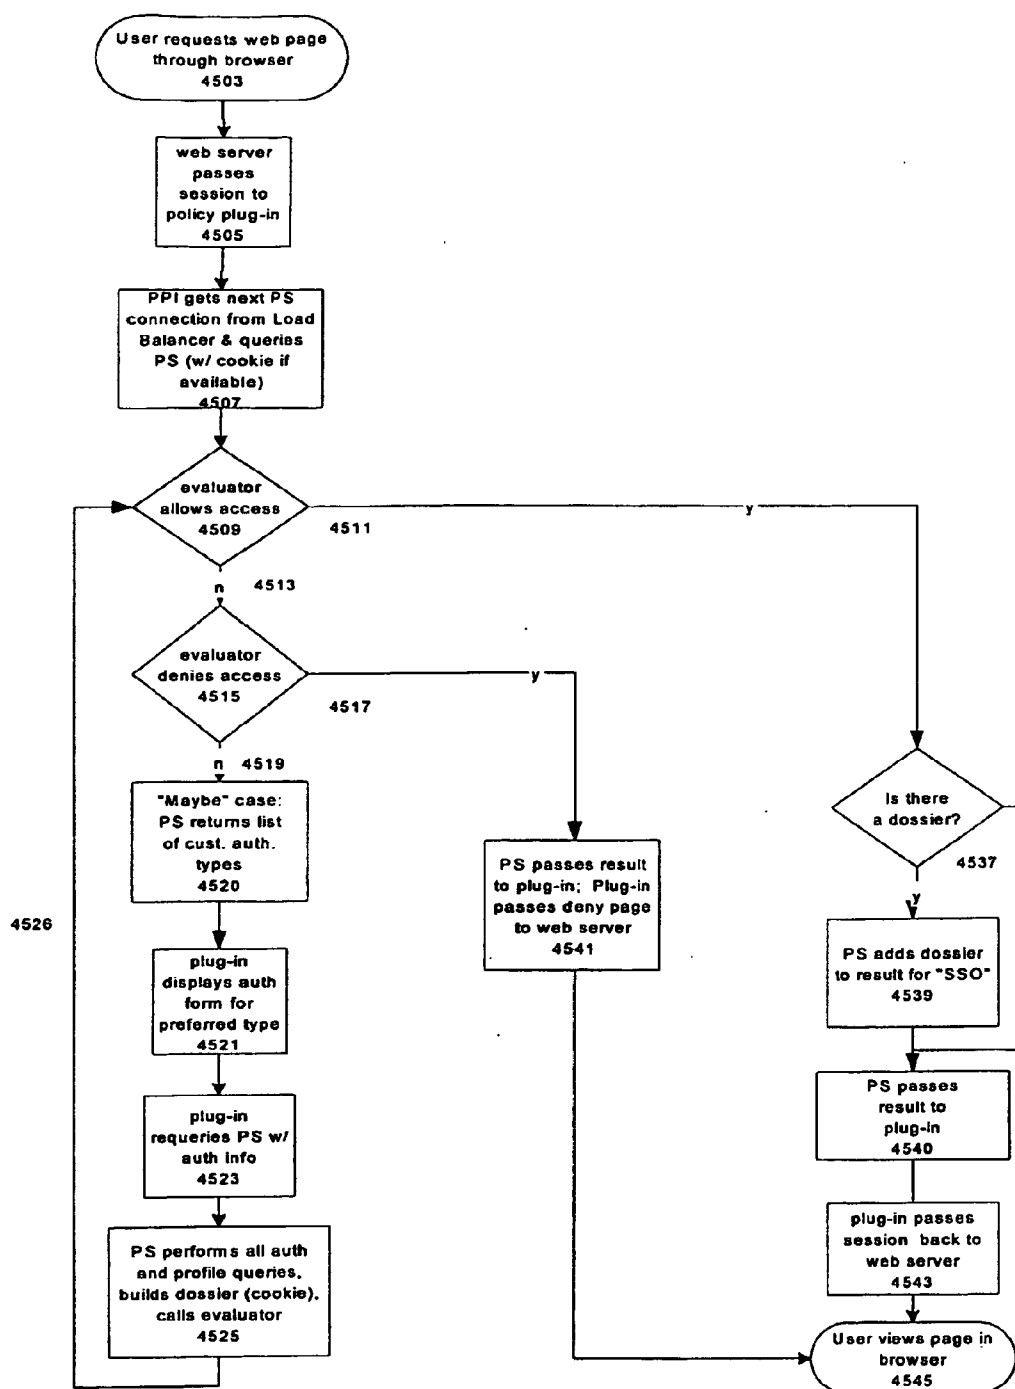 User requests web page
through browser
4503
web server
passes
session to
policy plug-in
4505
PPI gets next PS
connection from Load
Balancer & queries
PS (w/ cookie if
available)
4507
evaluator
allows access
4509
4511
y
n
4513
evaluator
denies access
4515
4517
y
n
4519
"Maybe" case:
PS returns list
of cust. auth.
types
4520
4526
plug-in
displays auth
form for
preferred type
4521
plug-in
requeries PS w/
auth info
4523
PS performs all auth
and profile queries,
builds dossier (cookie),
calls evaluator
4525
PS passes result
to plug-in; Plug-in
passes deny page
to web server
4541
Is there
a dossier?
4537
y
PS adds dossier
to result for "SSO"
4539
PS passes
result to
plug-in
4540
plug-in passes
session back to
web server
4543
User views page in
browser
4545